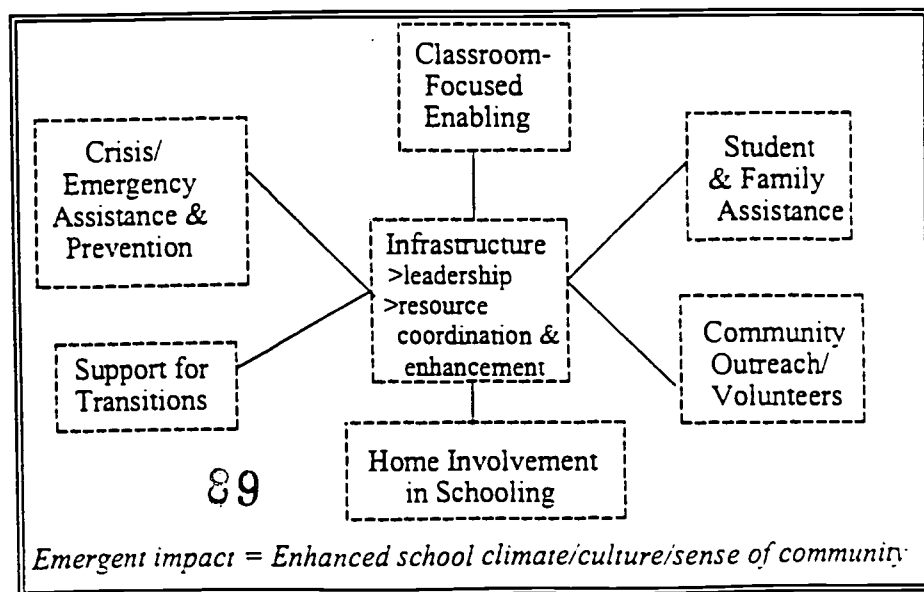 Classroom-
Focused
Enabling
Crisis/
Emergency
Assistance &
Prevention
Student
& Family
Assistance
Infrastructure
>leadership
>resource
coordination &
enhancement
Support for
Transitions
Community
Outreach/
Volunteers
Home Involvement
in Schooling
89
Emergent impact = Enhanced school climate/culture/sense of community